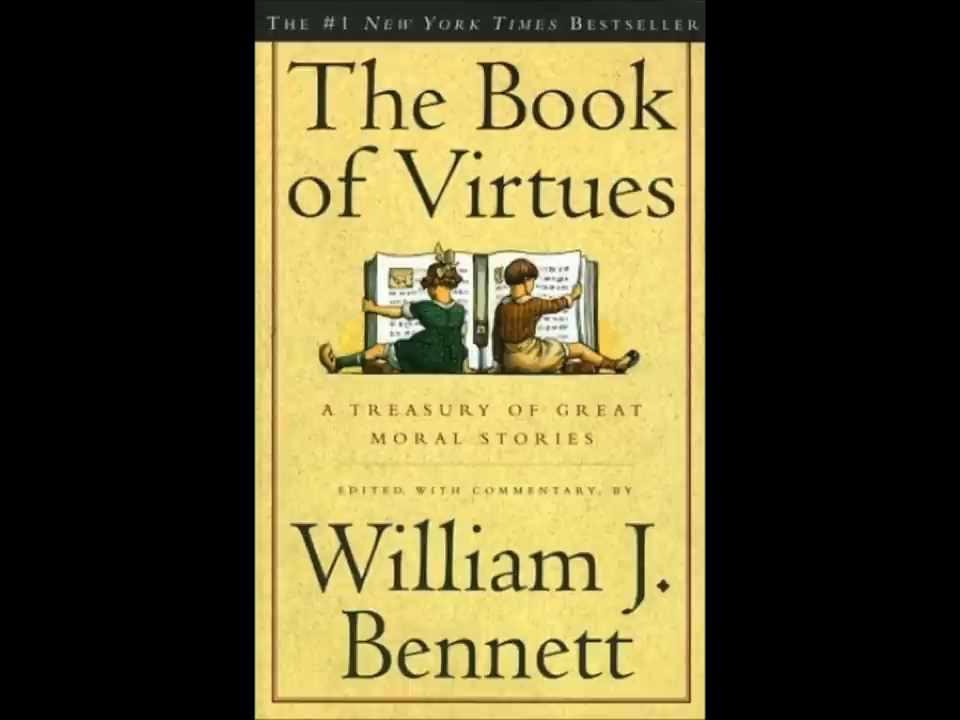 THE #1 NEW YORK TIMES BESTSELLER
The Book
of Virtues
A TREASURY OF GREAT
MORAL STORIES
EDITED, WITH COMMENTARY, BY
William J.
Bennett